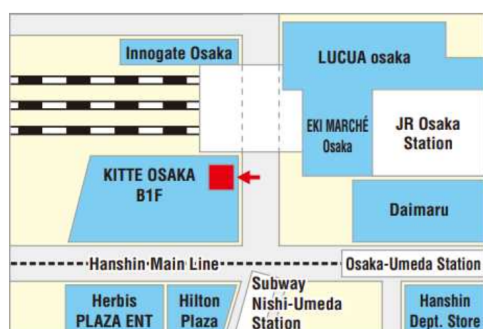 Innogate Osaka
LUCUA osaka
EKI MARCHÉ
Osaka
JR Osaka
Station
KITTE OSAKA
B1F
Daimaru
Hanshin Main Line
Osaka-Umeda Station
Subway
Nishi-Umeda
Station
Herbis
PLAZA ENT
Hilton
Plaza
Hanshin
Dept. Store